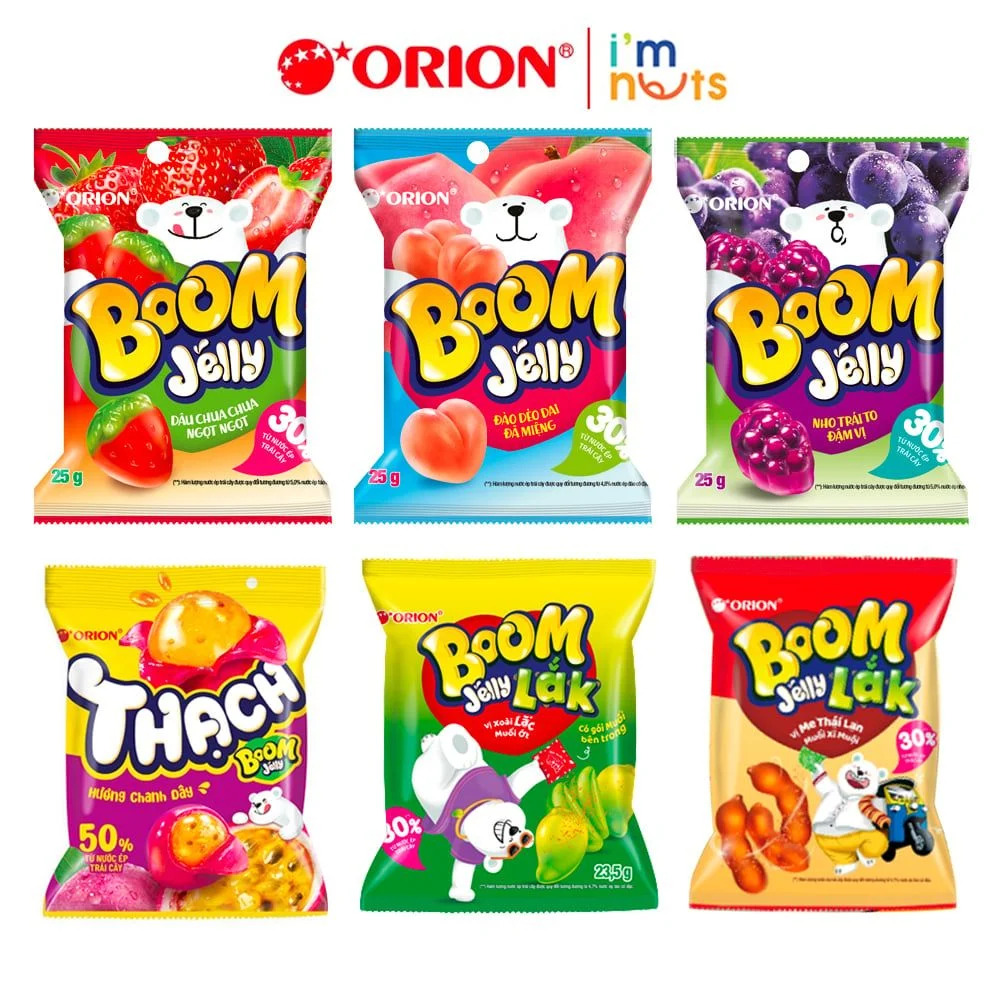 ORION®
i'm
nuts
ORION®
BOOM
Jelly
DÂU CHUA CHUA
NGỌT NGỌT
30%
TỪ NƯỚC ÉP
TRÁI CÂY
25 g
ORION®
BOOM
Jelly
ĐÀO DẺO DAI
ĐÃ MIỆNG
30%
TỪ NƯỚC ÉP
TRÁI CÂY
25 g
ORION®
BOOM
Jelly
NHO TRÁI TO
ĐẬM VỊ
30%
TỪ NƯỚC ÉP
TRÁI CÂY
25 g
ORION®
THẠCH
BOOM
Jelly
Hương Chanh Dây
50%
TỪ NƯỚC ÉP
TRÁI CÂY
ORION®
BOOM
Jelly Lắk
Vị Xoài Lắc
Muối Ớt
Có gói Muối
bên trong
30%
23,5g
ORION®
BOOM
Jelly Lắk
Vị Me Thái Lan
Muối Xí Muội
30%